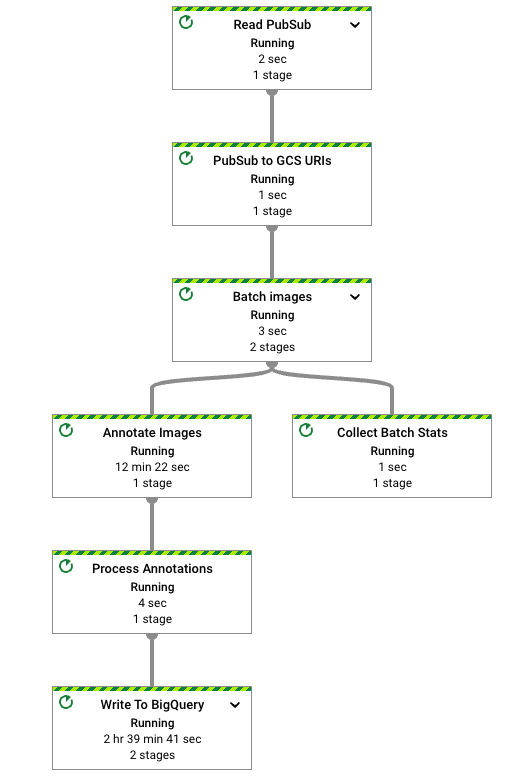 Read PubSub
Running
2 sec
1 stage
PubSub to GCS URIs
Running
1 sec
1 stage
Batch images
Running
3 sec
2 stages
Annotate Images
Running
12 min 22 sec
1 stage
Collect Batch Stats
Running
1 sec
1 stage
Process Annotations
Running
4 sec
1 stage
Write To BigQuery
Running
2 hr 39 min 41 sec
2 stages